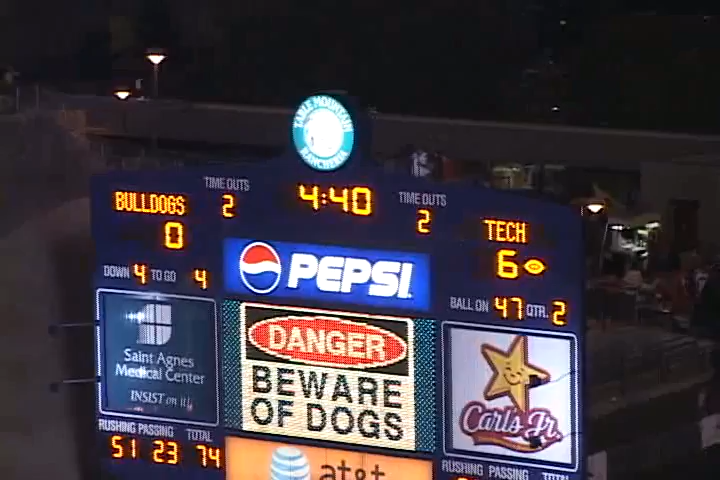 TABLE MOUNTAIN
RANCHERIA
TIME OUTS
4:40
TIME OUTS
BULLDOGS
2
2
TECH
0
6
DOWN 4 TO GO 4
PEPSI
BALL ON 47 QTR. 2
DANGER
BEWARE
OF DOGS
Saint Agnes
Medical Center
INSIST on it!
Carl's Jr.
RUSHING PASSING TOTAL
51 23 74
at&t
RUSHING PASSING TOTAL